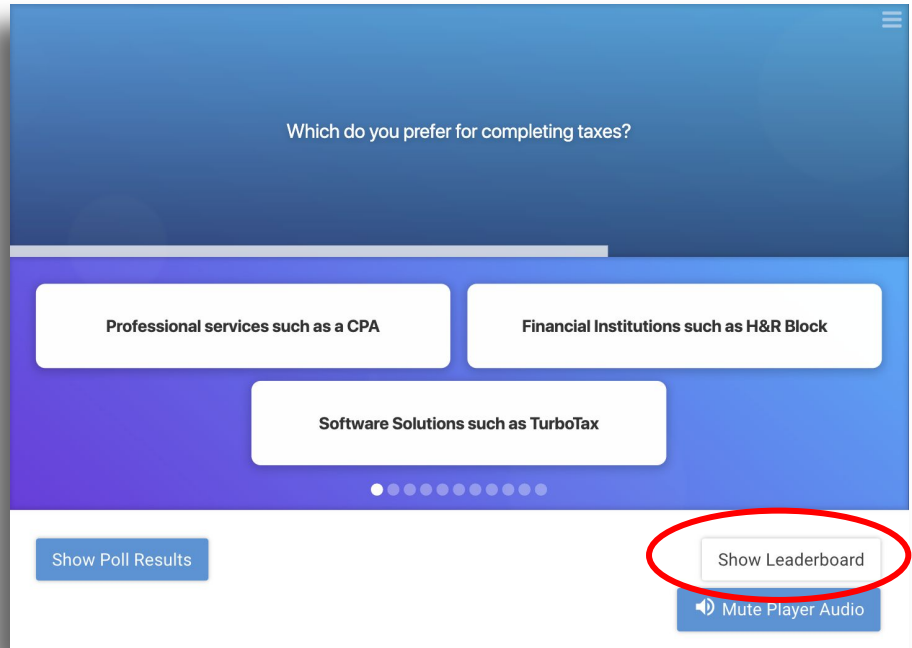 Which do you prefer for completing taxes?
Professional services such as a CPA
Financial Institutions such as H&R Block
Software Solutions such as TurboTax
Show Poll Results
Show Leaderboard
Mute Player Audio